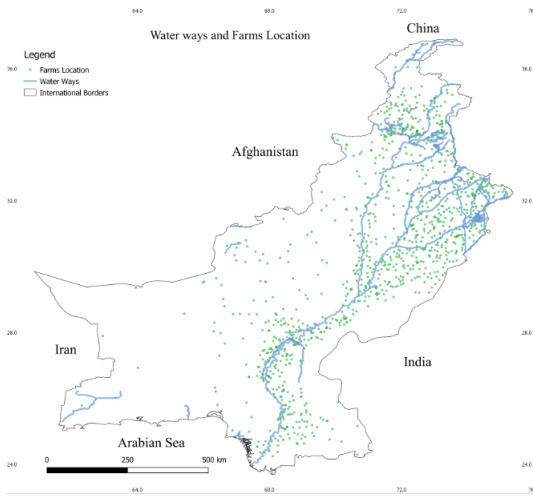 64.0 68.0 72.0 76
Water ways and Farms Location
China
Legend
Farms Location
Water Ways
International Borders
36.0 36.0
Afghanistan
32.0 32.0
28.0 28.0
Iran
India
Arabian Sea
0 250 500 km
24.0 24.0
64.0 68.0 72.0 76